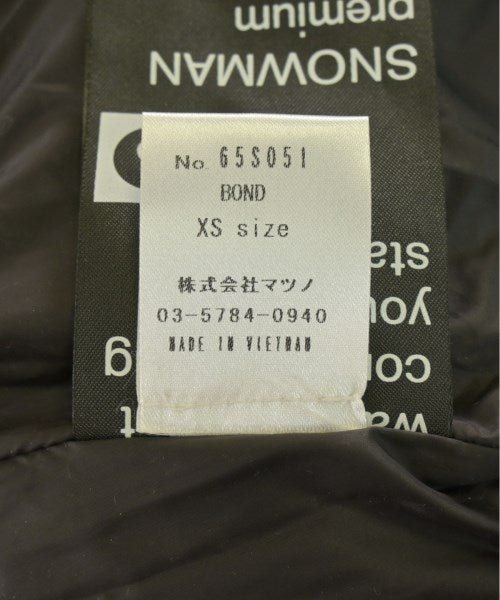 premium
SNOWMAN
No. 65S051
BOND
XS size
株式会社マツノ
03-5784-0940
MADE IN VIETNAM